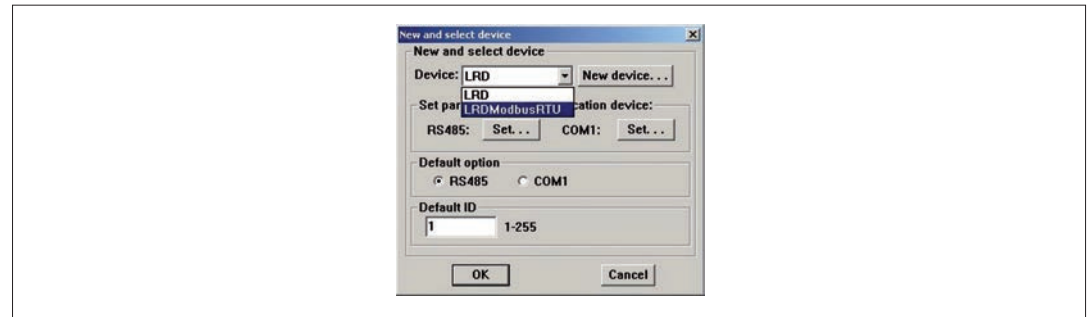 New and select device
New and select device
Device: LRD New device...
LRD
LRDModbusRTU
Set par cation device:
RS485: Set... COM1: Set...
Default option
RS485 COM1
Default ID
1 1-255
OK Cancel